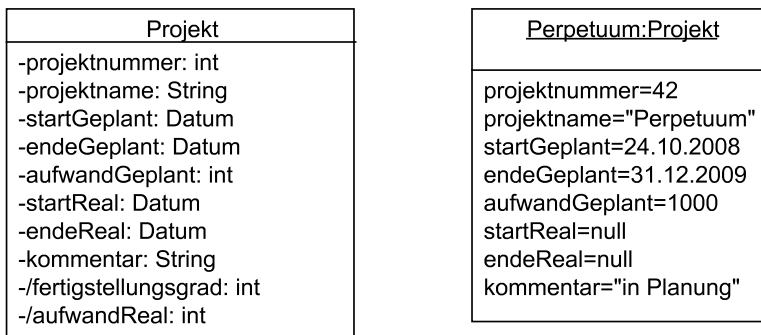 Projekt
-projektnummer: int
-projektname: String
-startGeplant: Datum
-endeGeplant: Datum
-aufwandGeplant: int
-startReal: Datum
-endeReal: Datum
-kommentar: String
-/fertigstellungsgrad: int
-/aufwandReal: int
Perpetuum:Projekt
projektnummer=42
projektname="Perpetuum"
startGeplant=24.10.2008
endeGeplant=31.12.2009
aufwandGeplant=1000
startReal=null
endeReal=null
kommentar="in Planung"